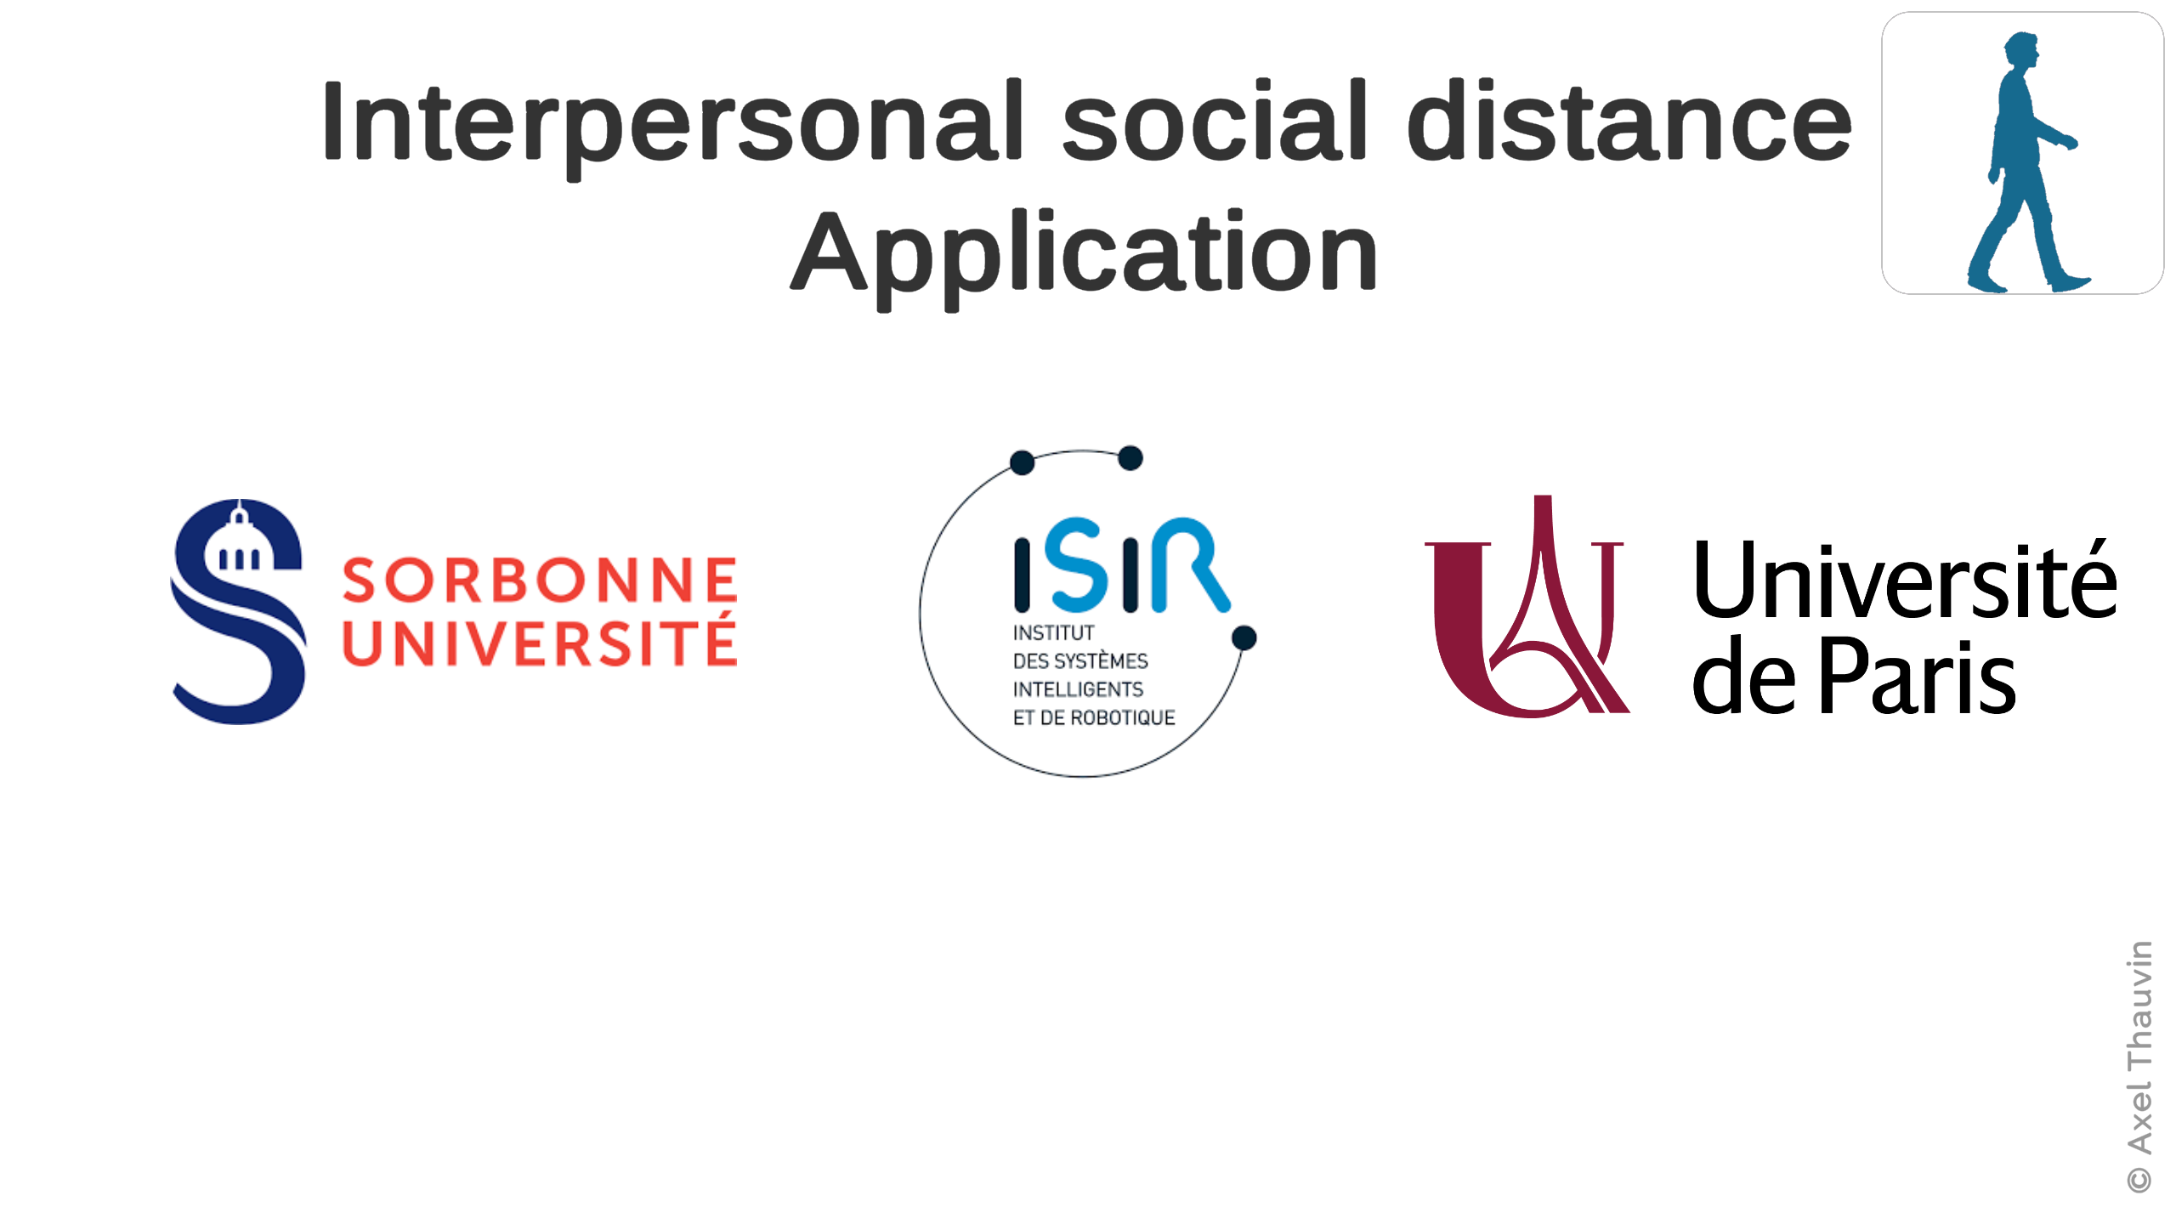 Interpersonal social distance
Application
SORBONNE
UNIVERSITÉ
ISIR
INSTITUT
DES SYSTÈMES
INTELLIGENTS
ET DE ROBOTIQUE
Université
de Paris
© Axel Thauvin